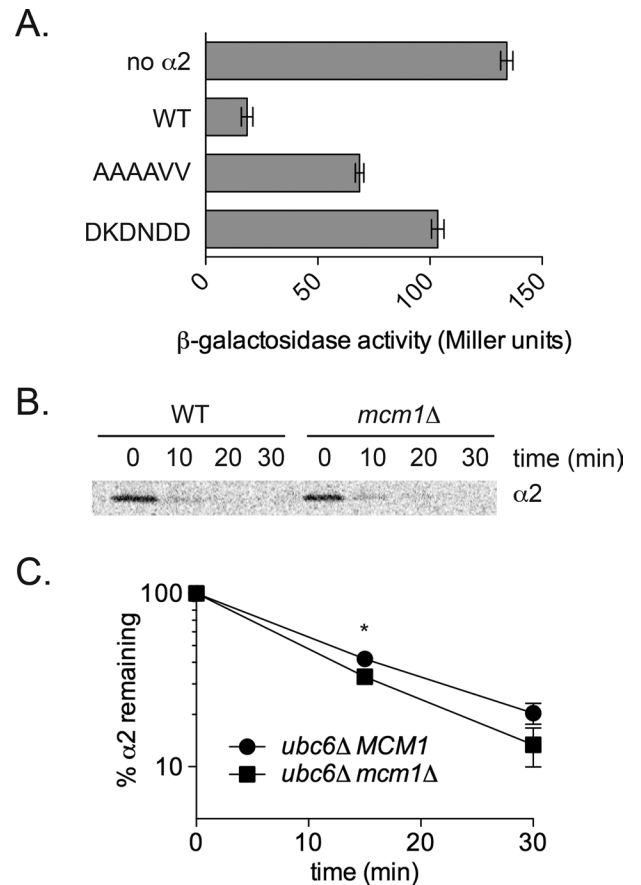 A.
no α2
WT
AAAAVV
DKDNDD
0 50 100 150
β-galactosidase activity (Miller units)
B.
WT mcm1Δ
0 10 20 30 0 10 20 30 time (min)
α2
C.
100
10
% α2 remaining
*
ubc6Δ MCM1
ubc6Δ mcm1Δ
0 10 20 30
time (min)